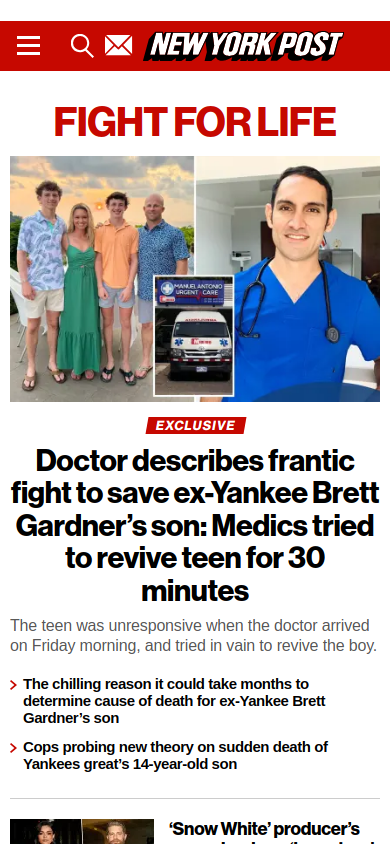 NEW YORK POST
FIGHT FOR LIFE
MANUEL ANTONIO
URGENT CARE
EXCLUSIVE
Doctor describes frantic
fight to save ex-Yankee Brett
Gardner’s son: Medics tried
to revive teen for 30
minutes
The teen was unresponsive when the doctor arrived
on Friday morning, and tried in vain to revive the boy.
The chilling reason it could take months to
determine cause of death for ex-Yankee Brett
Gardner’s son
Cops probing new theory on sudden death of
Yankees great’s 14-year-old son
‘Snow White’ producer’s